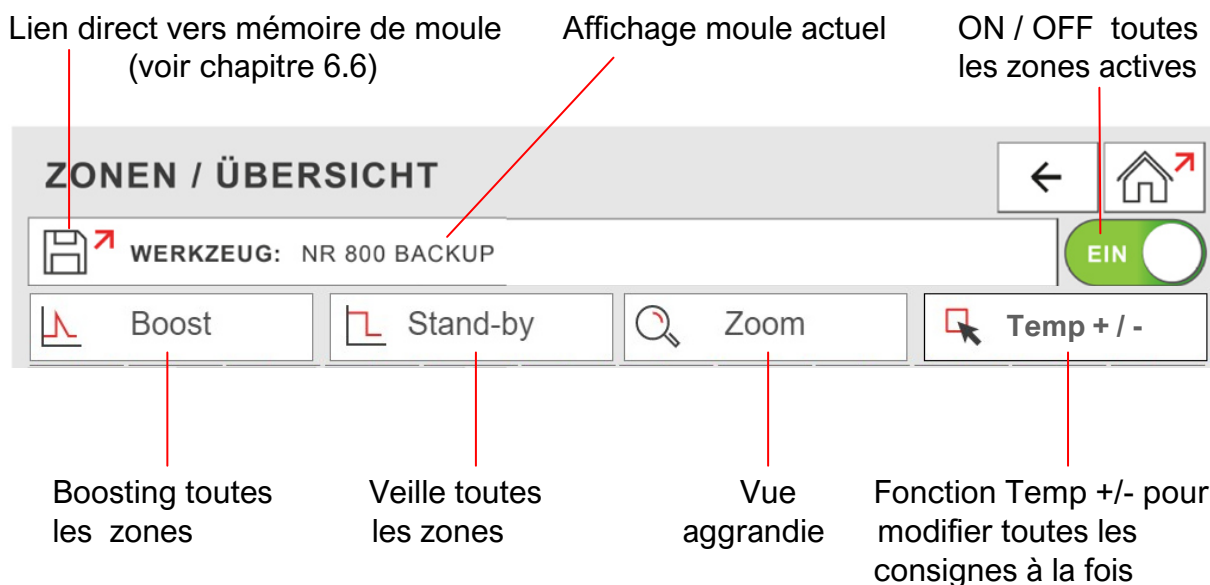 Lien direct vers mémoire de moule
(voir chapitre 6.6)
Affichage moule actuel
ON / OFF toutes
les zones actives
ZONEN / ÜBERSICHT
WERKZEUG: NR 800 BACKUP
EIN
Boost
Stand-by
Zoom
Temp + / -
Boosting toutes
les zones
Veille toutes
les zones
Vue
aggrandie
Fonction Temp +/- pour
modifier toutes les
consignes à la fois